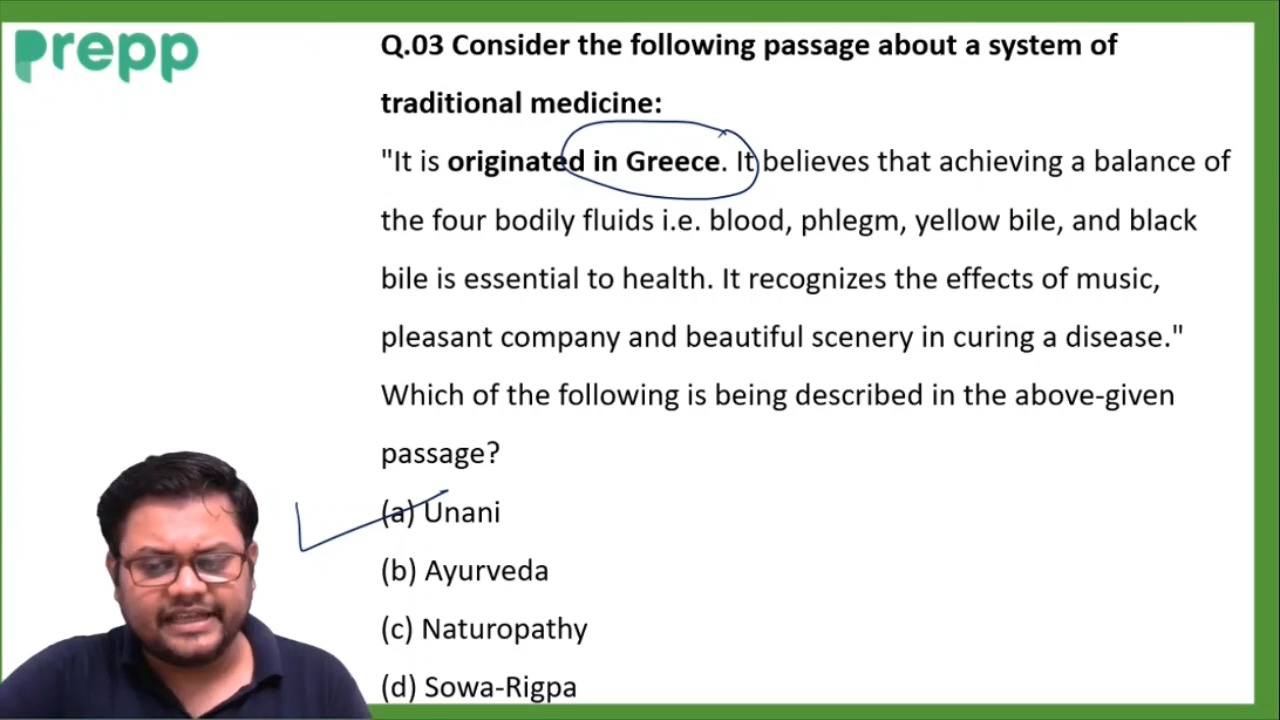 prepp
Q.03 Consider the following passage about a system of
traditional medicine:
"It is originated in Greece. It believes that achieving a balance of
the four bodily fluids i.e. blood, phlegm, yellow bile, and black
bile is essential to health. It recognizes the effects of music,
pleasant company and beautiful scenery in curing a disease."
Which of the following is being described in the above-given
passage?
(a) Unani
(b) Ayurveda
(c) Naturopathy
(d) Sowa-Rigpa